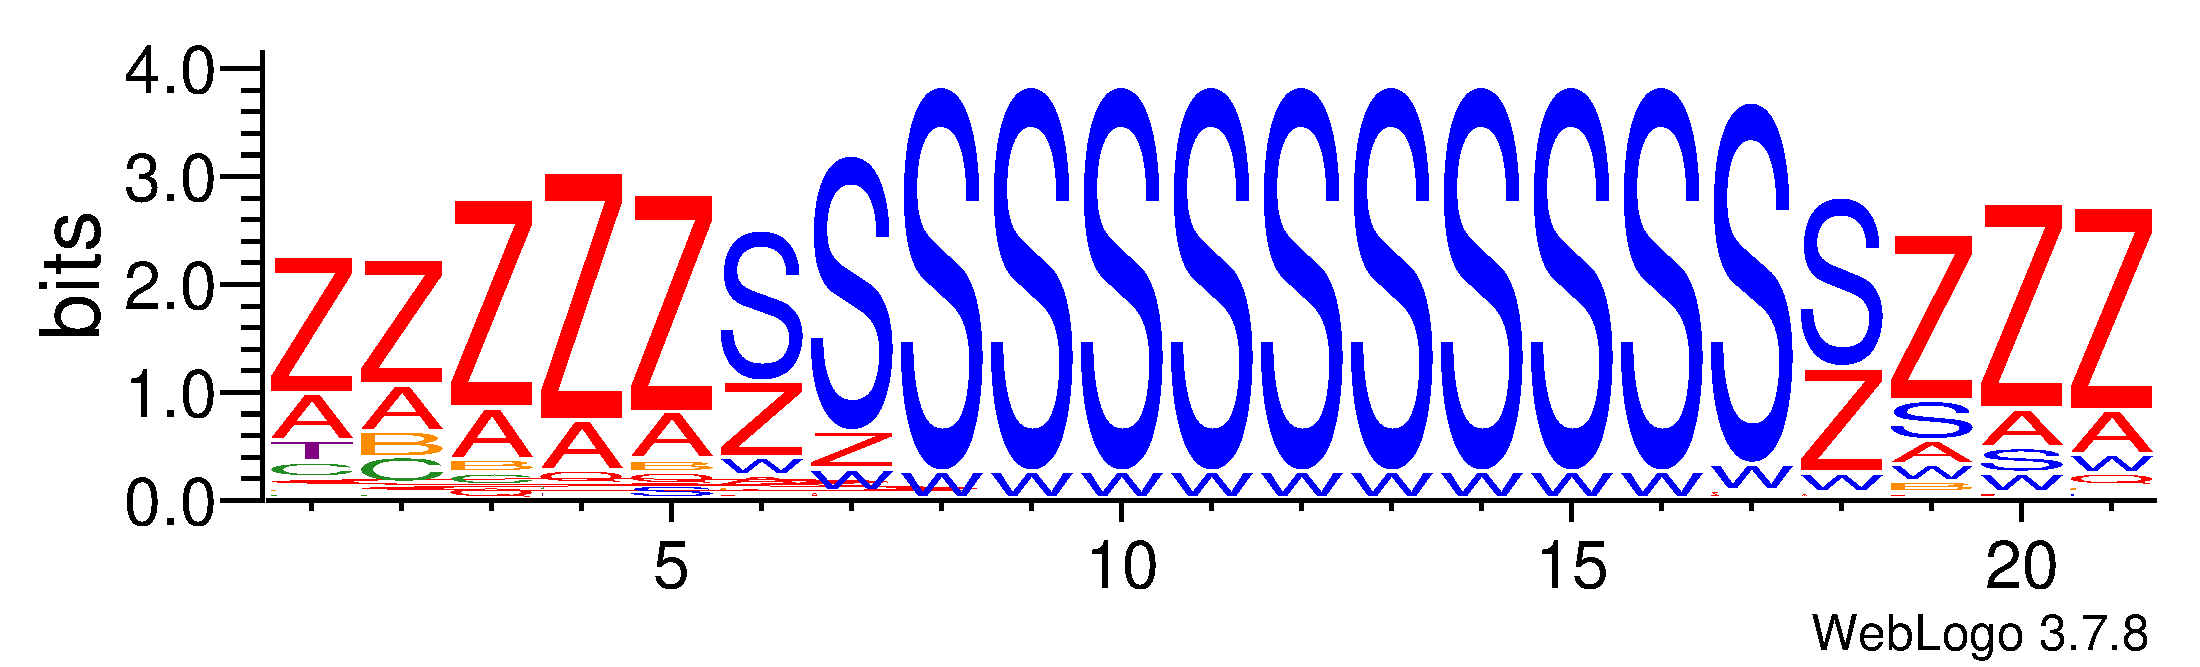 4.0
3.0
2.0
1.0
0.0
bits
Z Z Z Z Z S S S S S S S S S S S S S Z Z Z
A A A A A Z Z W W W W W W W W W W Z S A A
T B B B W W W A S W
C C W
5 10 15 20
WebLogo 3.7.8